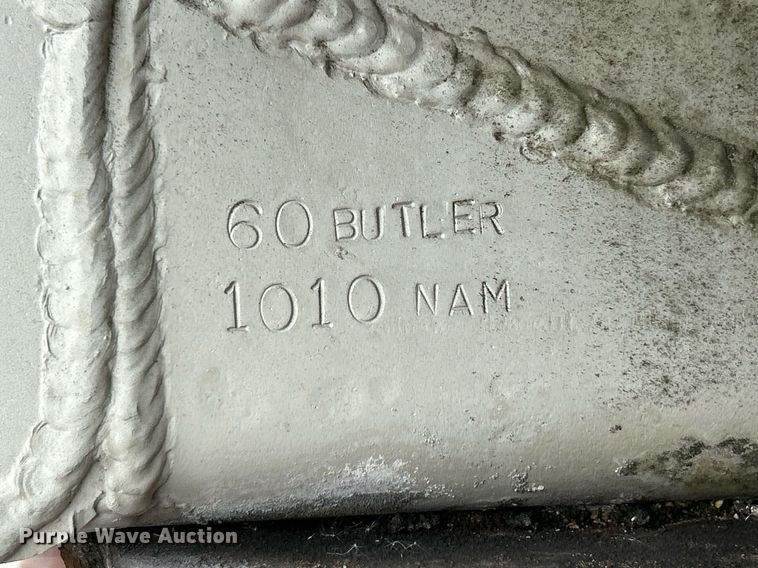 60 BUTLER
1010 NAM
Purple Wave Auction®